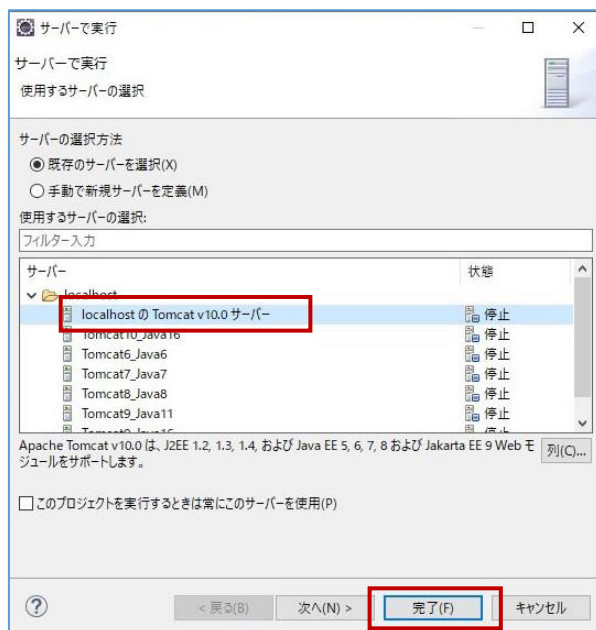 サーバーで実行
サーバーで実行
使用するサーバーの選択
サーバーの選択方法
既存のサーバーを選択(X)
手動で新規サーバーを定義(M)
使用するサーバーの選択:
フィルター入力
サーバー 状態
localhost
localhost の Tomcat v10.0 サーバー 停止
Tomcat10_Java16 停止
Tomcat6_Java6 停止
Tomcat7_Java7 停止
Tomcat8_Java8 停止
Tomcat9_Java11 停止
Tomcat9_Java16 停止
Apache Tomcat v10.0 は、J2EE 1.2, 1.3, 1.4, および Java EE 5, 6, 7, 8 および Jakarta EE 9 Web モ
ジュールをサポートします。
列(C)...
このプロジェクトを実行するときは常にこのサーバーを使用(P)
< 戻る(B) 次へ(N) > 完了(F) キャンセル